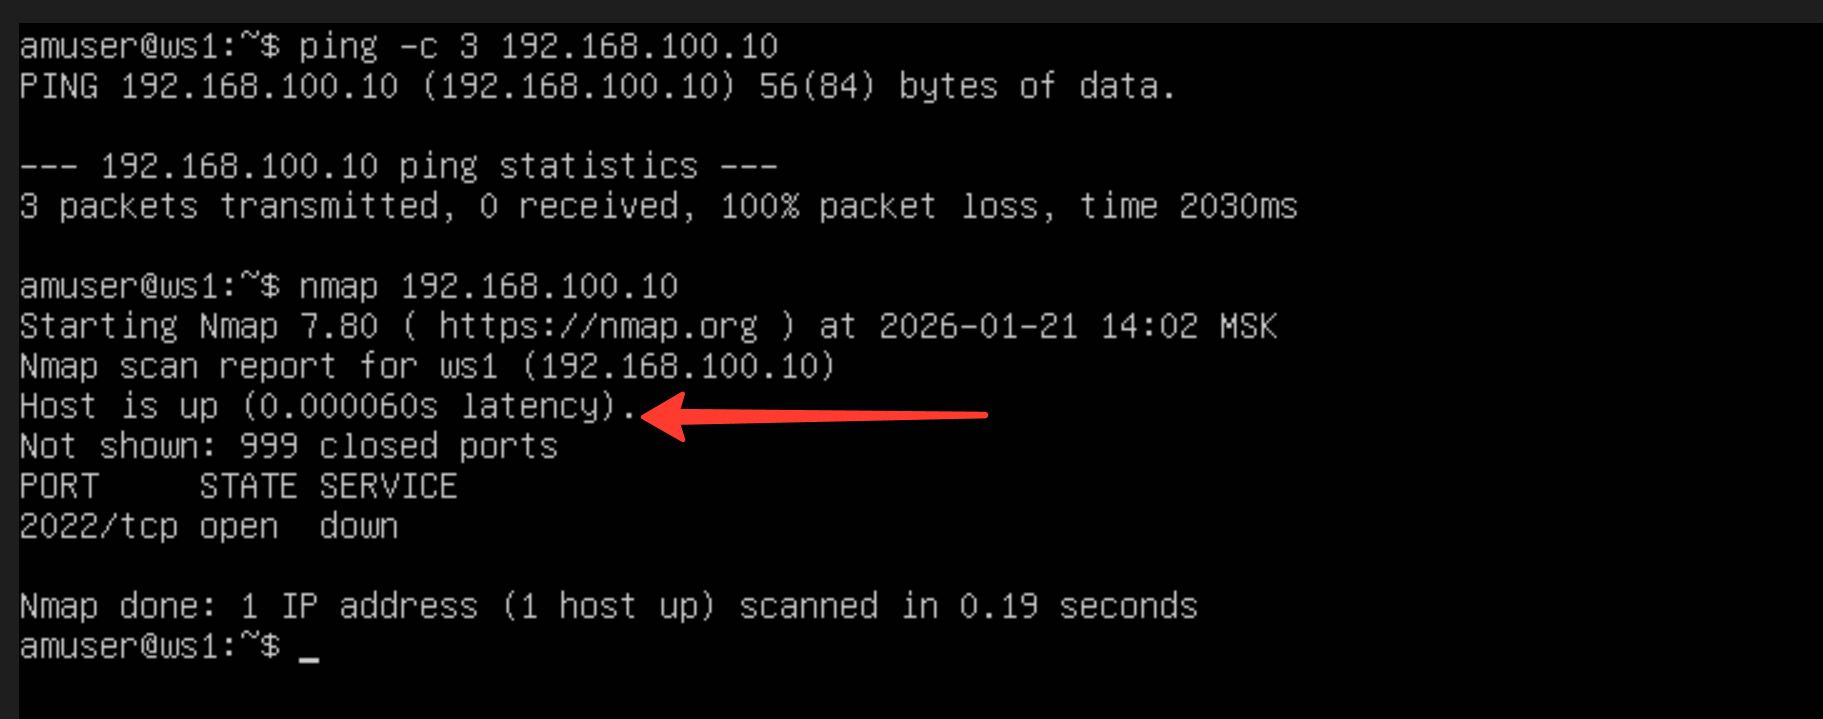 amuser@ws1:~$ ping -c 3 192.168.100.10
PING 192.168.100.10 (192.168.100.10) 56(84) bytes of data.
--- 192.168.100.10 ping statistics ---
3 packets transmitted, 0 received, 100% packet loss, time 2030ms
amuser@ws1:~$ nmap 192.168.100.10
Starting Nmap 7.80 ( https://nmap.org ) at 2026-01-21 14:02 MSK
Nmap scan report for ws1 (192.168.100.10)
Host is up (0.000060s latency).
Not shown: 999 closed ports
PORT     STATE SERVICE
2022/tcp open  down
Nmap done: 1 IP address (1 host up) scanned in 0.19 seconds
amuser@ws1:~$ _